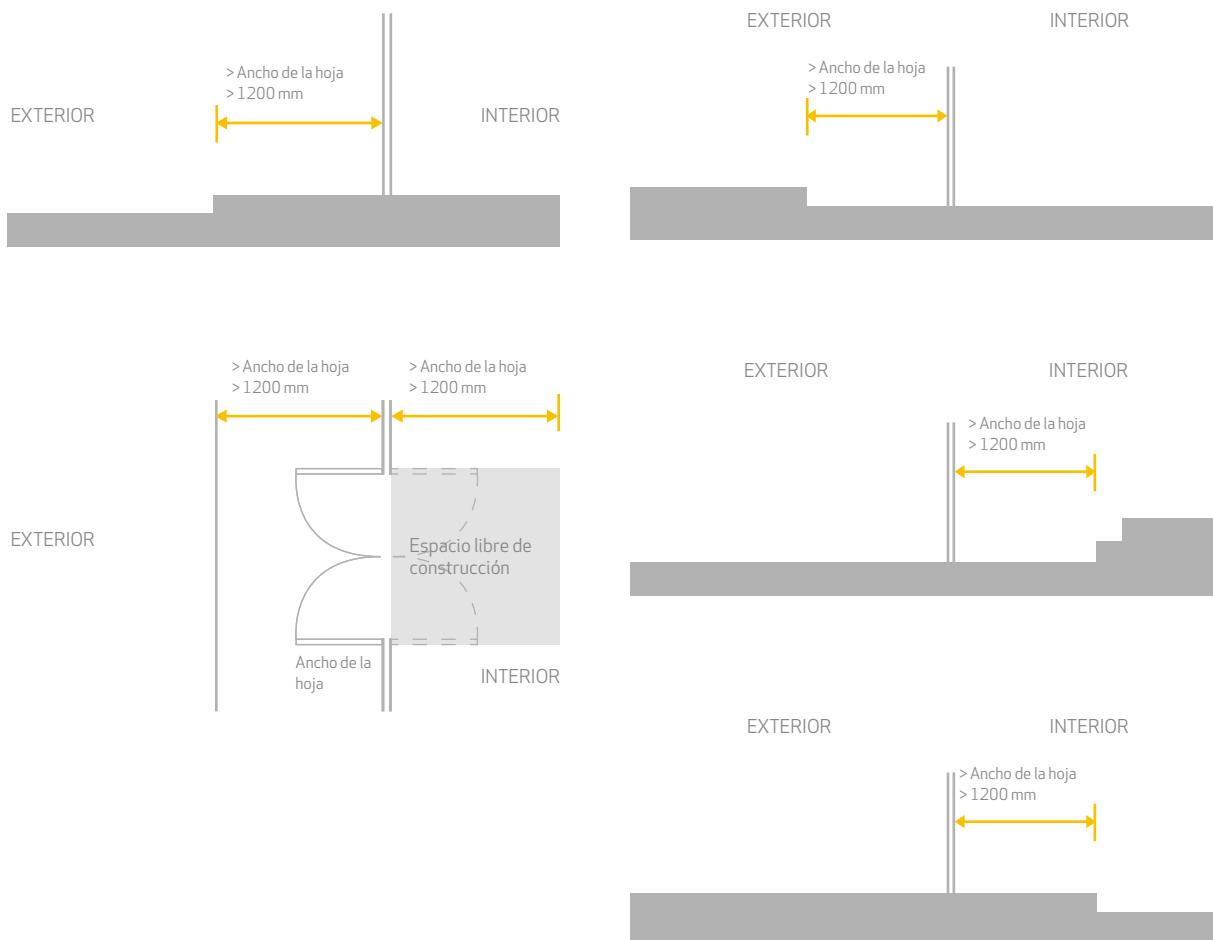 > Ancho de la hoja
> 1200 mm
EXTERIOR
INTERIOR
EXTERIOR
INTERIOR
> Ancho de la hoja
> 1200 mm
> Ancho de la hoja
> 1200 mm
> Ancho de la hoja
> 1200 mm
EXTERIOR
Espacio libre de
construcción
Ancho de la
hoja
INTERIOR
EXTERIOR
INTERIOR
> Ancho de la hoja
> 1200 mm
EXTERIOR
INTERIOR
> Ancho de la hoja
> 1200 mm